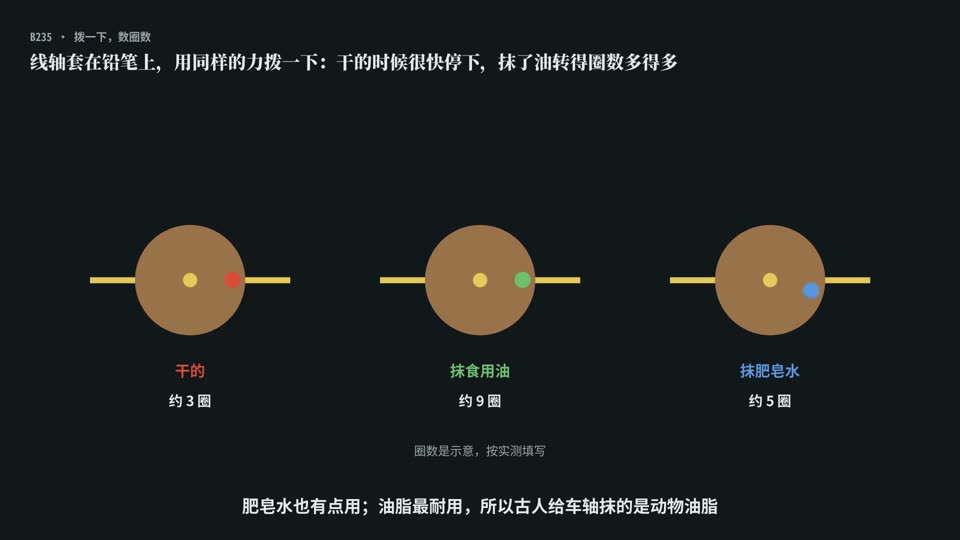 B235 · 拨一下，数圈数
线轴套在铅笔上，用同样的力拨一下：干的时候很快停下，抹了油转得圈数多得多
干的
抹食用油
抹肥皂水
约 3 圈
约 9 圈
约 5 圈
圈数是示意，按实测填写
肥皂水也有点用；油脂最耐用，所以古人给车轴抹的是动物油脂